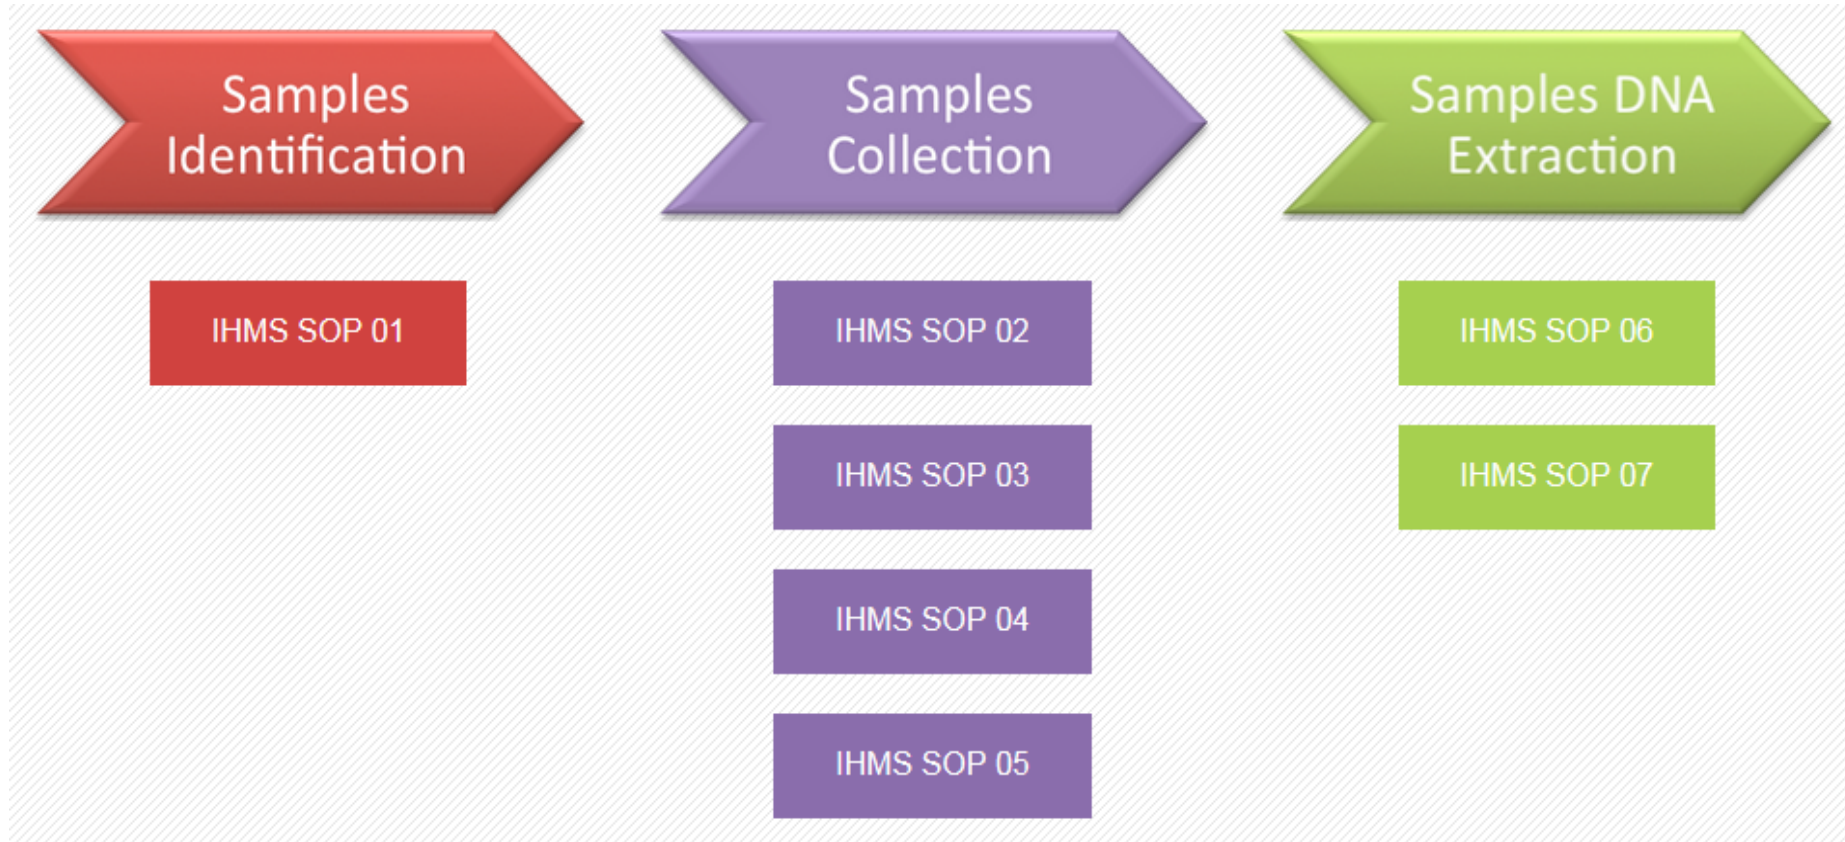 Samples
Identification
Samples
Collection
Samples DNA
Extraction
IHMS SOP 01
IHMS SOP 02
IHMS SOP 06
IHMS SOP 03
IHMS SOP 07
IHMS SOP 04
IHMS SOP 05